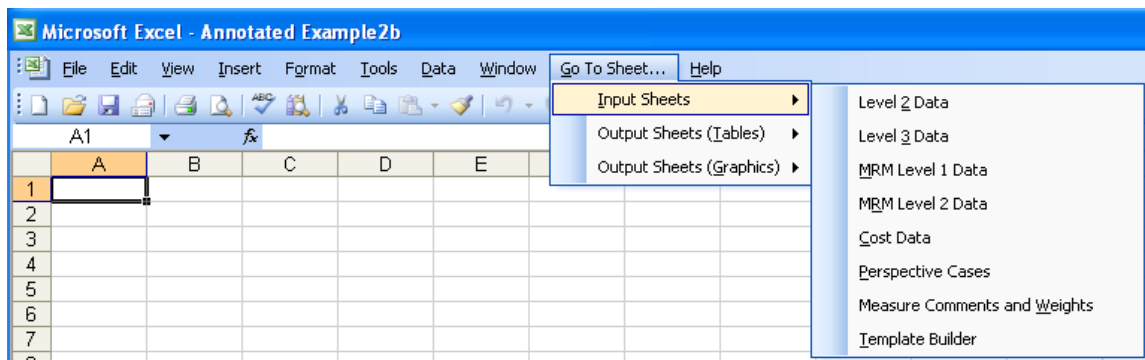 Microsoft Excel - Annotated Example2b
File Edit View Insert Format Tools Data Window Go To Sheet... Help
ABC
Input Sheets
Output Sheets (Tables)
Output Sheets (Graphics)
Level 2 Data
Level 3 Data
MRM Level 1 Data
MRM Level 2 Data
Cost Data
Perspective Cases
Measure Comments and Weights
Template Builder
A1 fx
A B C D E
1
2
3
4
5
6
7